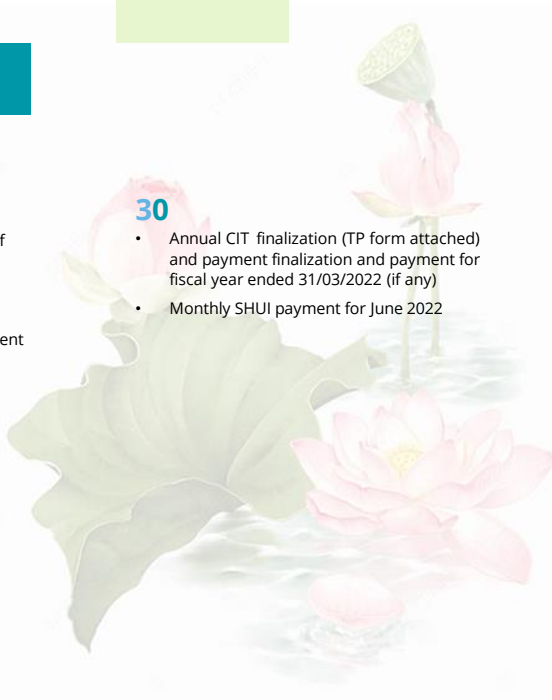 30
f
• Annual CIT finalization (TP form attached)
and payment finalization and payment for
fiscal year ended 31/03/2022 (if any)
• Monthly SHUI payment for June 2022
ent